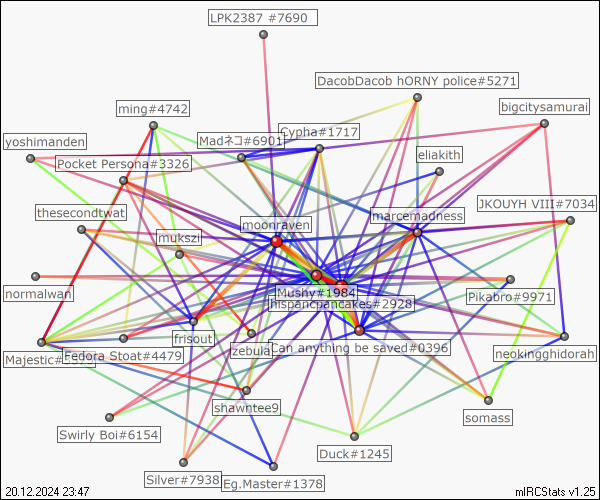 LPK2387 #7690
DacobDacob hORNY police#5271
ming#4742
bigcitysamurai
Madネコ#6901
Cypha#1717
yoshimanden
eliakith
Pocket Persona#3326
JKOUYH VIII#7034
thesecondtwat
marcemadness
moonraven
mukszi
normalwan
Mushy#1984
Pikabro#9971
hispancpancakes#2928
frisout
zebula
Can anything be saved#0396
neokingghidorah
Majestic#
Fedora Stoat#4479
shawntee9
somass
Swirly Boi#6154
Duck#1245
Silver#7938
Eg.Master#1378
20.12.2024 23:47
mIRCStats v1.25